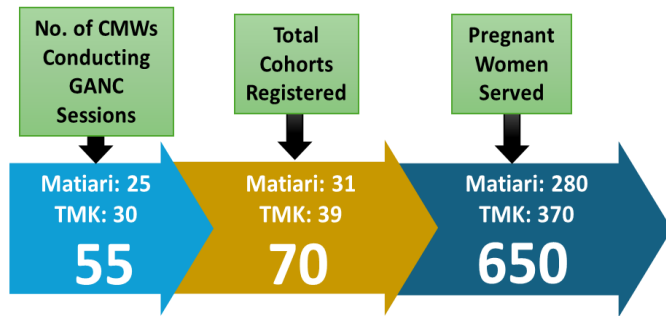 No. of CMWs
Conducting
GANC
Sessions
Total
Cohorts
Registered
Pregnant
Women
Served
Matiari: 25
TMK: 30
55
Matiari: 31
TMK: 39
70
Matiari: 280
TMK: 370
650